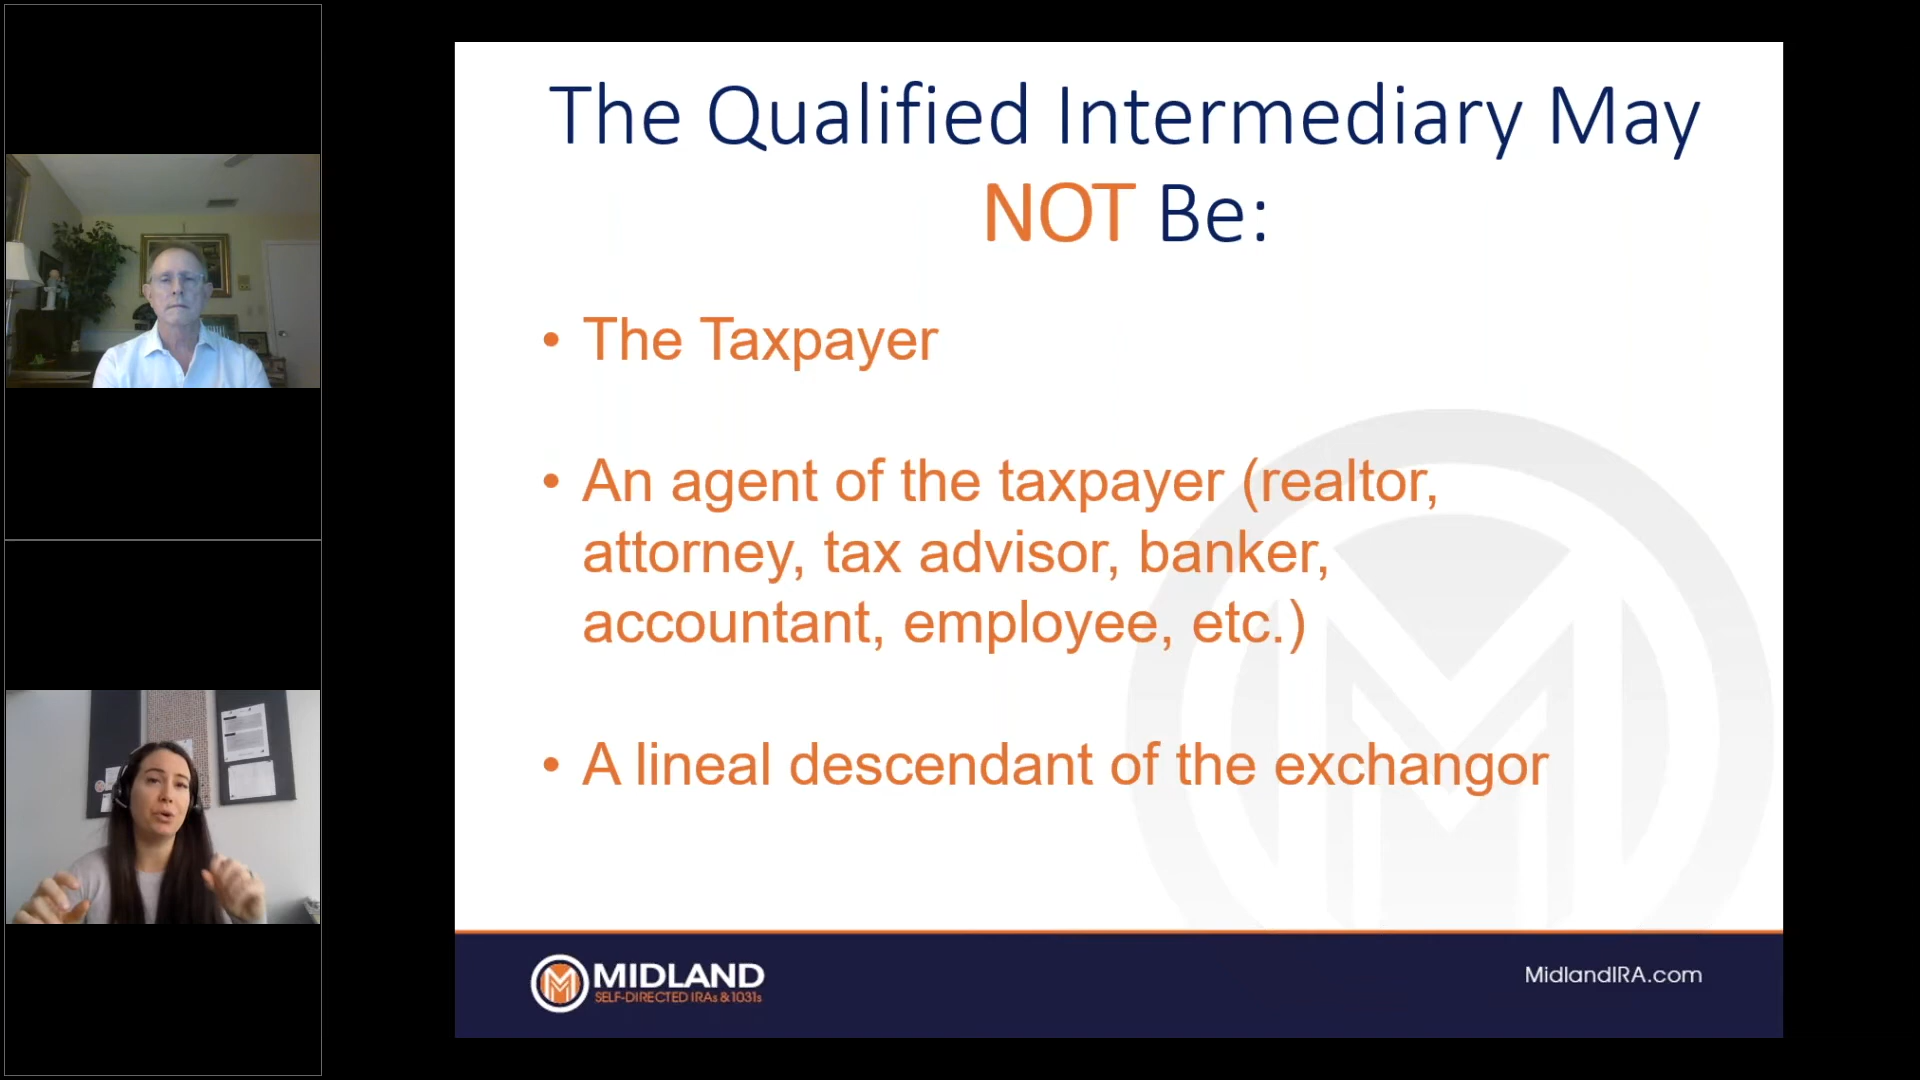 The Qualified Intermediary May
NOT Be:
• The Taxpayer
• An agent of the taxpayer (realtor,
attorney, tax advisor, banker,
accountant, employee, etc.)
• A lineal descendant of the exchangor
MIDLAND
SELF-DIRECTED IRAs & 1031s
MidlandIRA.com